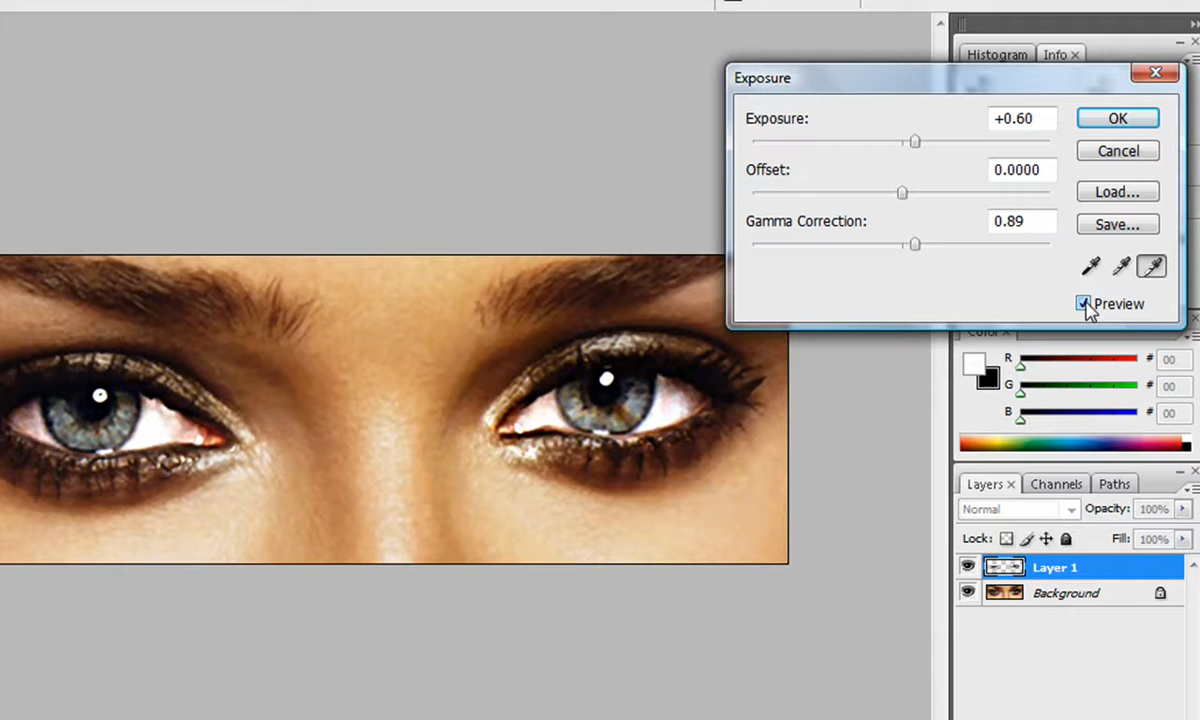 Histogram Info ×
Exposure
Exposure: +0.60 OK
Cancel
Offset: 0.0000
Load...
Gamma Correction: 0.89
Save...
Preview
Color ×
R # 00
G # 00
B # 00
Layers × Channels Paths
Normal Opacity: 100%
Lock: Fill: 100%
Layer 1
Background